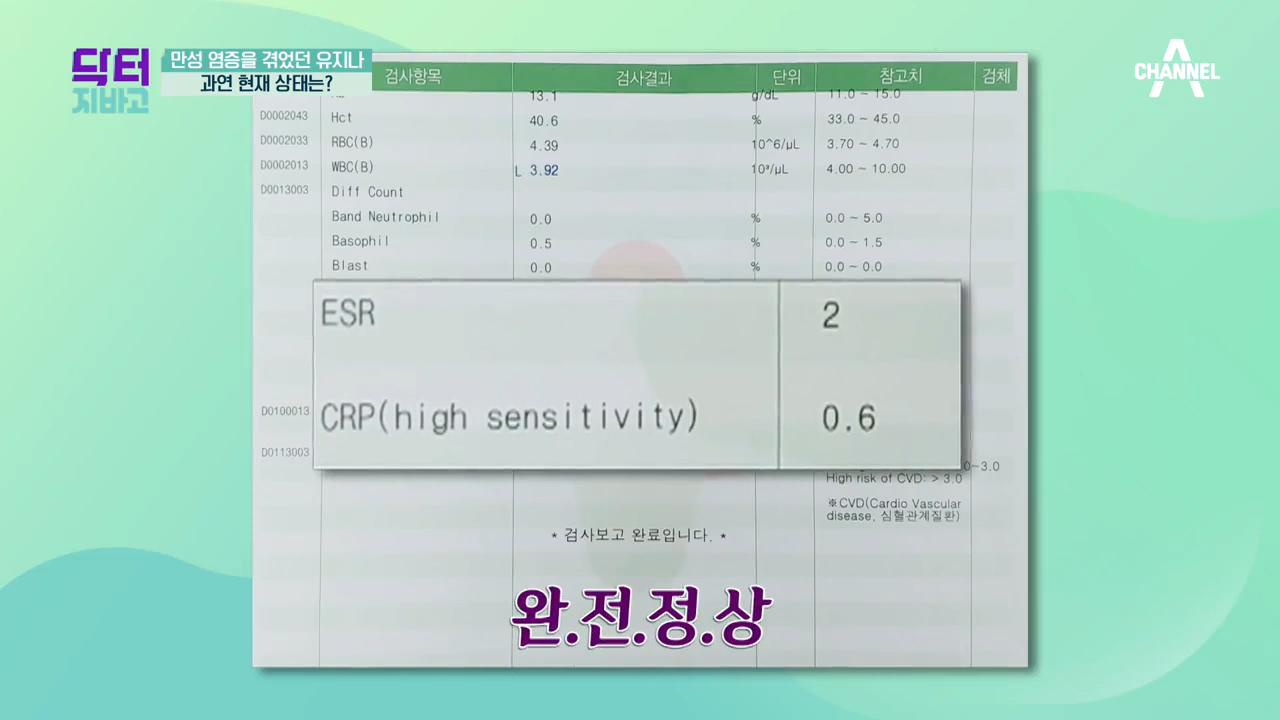 닥터
지바고
만성 염증을 겪었던 유지나
과연 현재 상태는?
CHANNEL A
검사항목 검사결과 단위 참고치 검체
13.1 g/dL 11.0 ~ 15.0
D0002043 Hct 40.6 % 33.0 ~ 45.0
D0002033 RBC(B) 4.39 10^6/μL 3.70 ~ 4.70
D0002013 WBC(B) L 3.92 10³/μL 4.00 ~ 10.00
D0013003 Diff Count
Band Neutrophil 0.0 % 0.0 ~ 5.0
Basophil 0.5 % 0.0 ~ 1.5
Blast 0.0 % 0.0 ~ 0.0
ESR 2
D0100013 CRP(high sensitivity) 0.6
D0113003
0~3.0
High risk of CVD: > 3.0
※CVD(Cardio Vascular
disease, 심혈관계질환)
* 검사보고 완료입니다. *
완.전.정.상